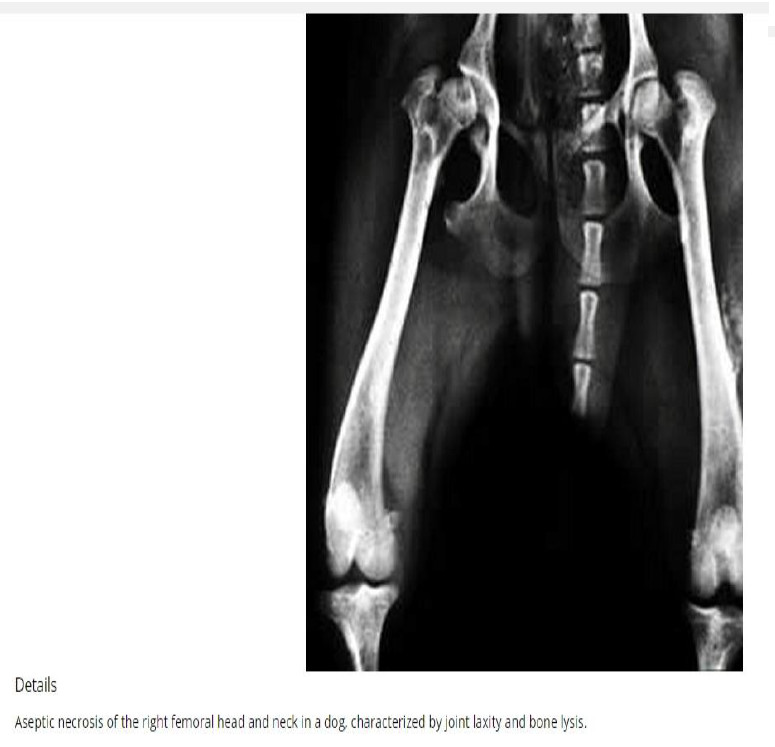 Details
Aseptic necrosis of the right femoral head and neck in a dog, characterized by joint laxity and bone lysis.